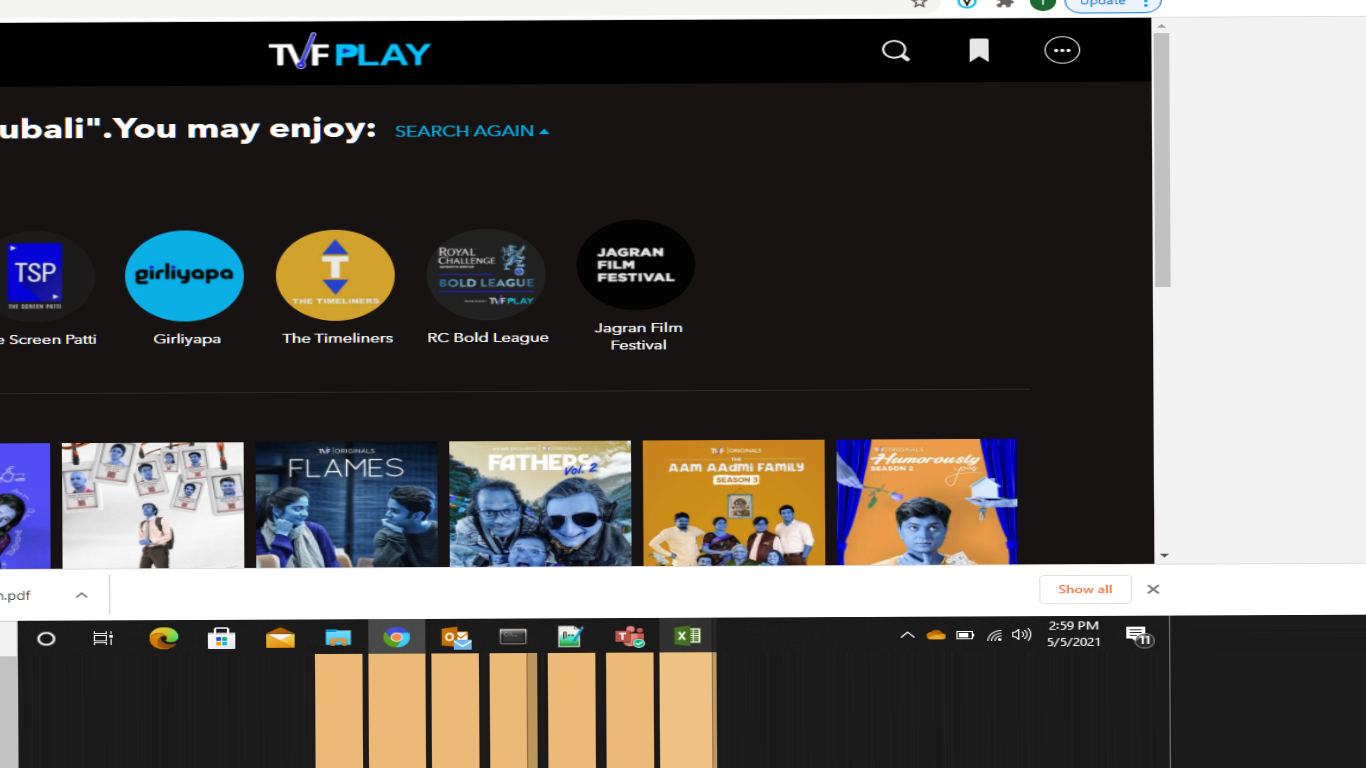 Update
TVF PLAY
ubali".You may enjoy:
SEARCH AGAIN
TSP
THE SCREEN PATTI
girliyapa
T
THE TIMELINERS
ROYAL
CHALLENGE
BOLD LEAGUE
TVF PLAY
JAGRAN
FILM
FESTIVAL
e Screen Patti
Girliyapa
The Timeliners
RC Bold League
Jagran Film
Festival
TVF ORIGINALS
FLAMES
FATHERS
Vol. 2
TVF ORIGINALS
THE
AAM AADMI FAMILY
SEASON 3
TVF ORIGINALS
Humorously
yours
SEASON 2
n.pdf
Show all
2:59 PM
5/5/2021
11